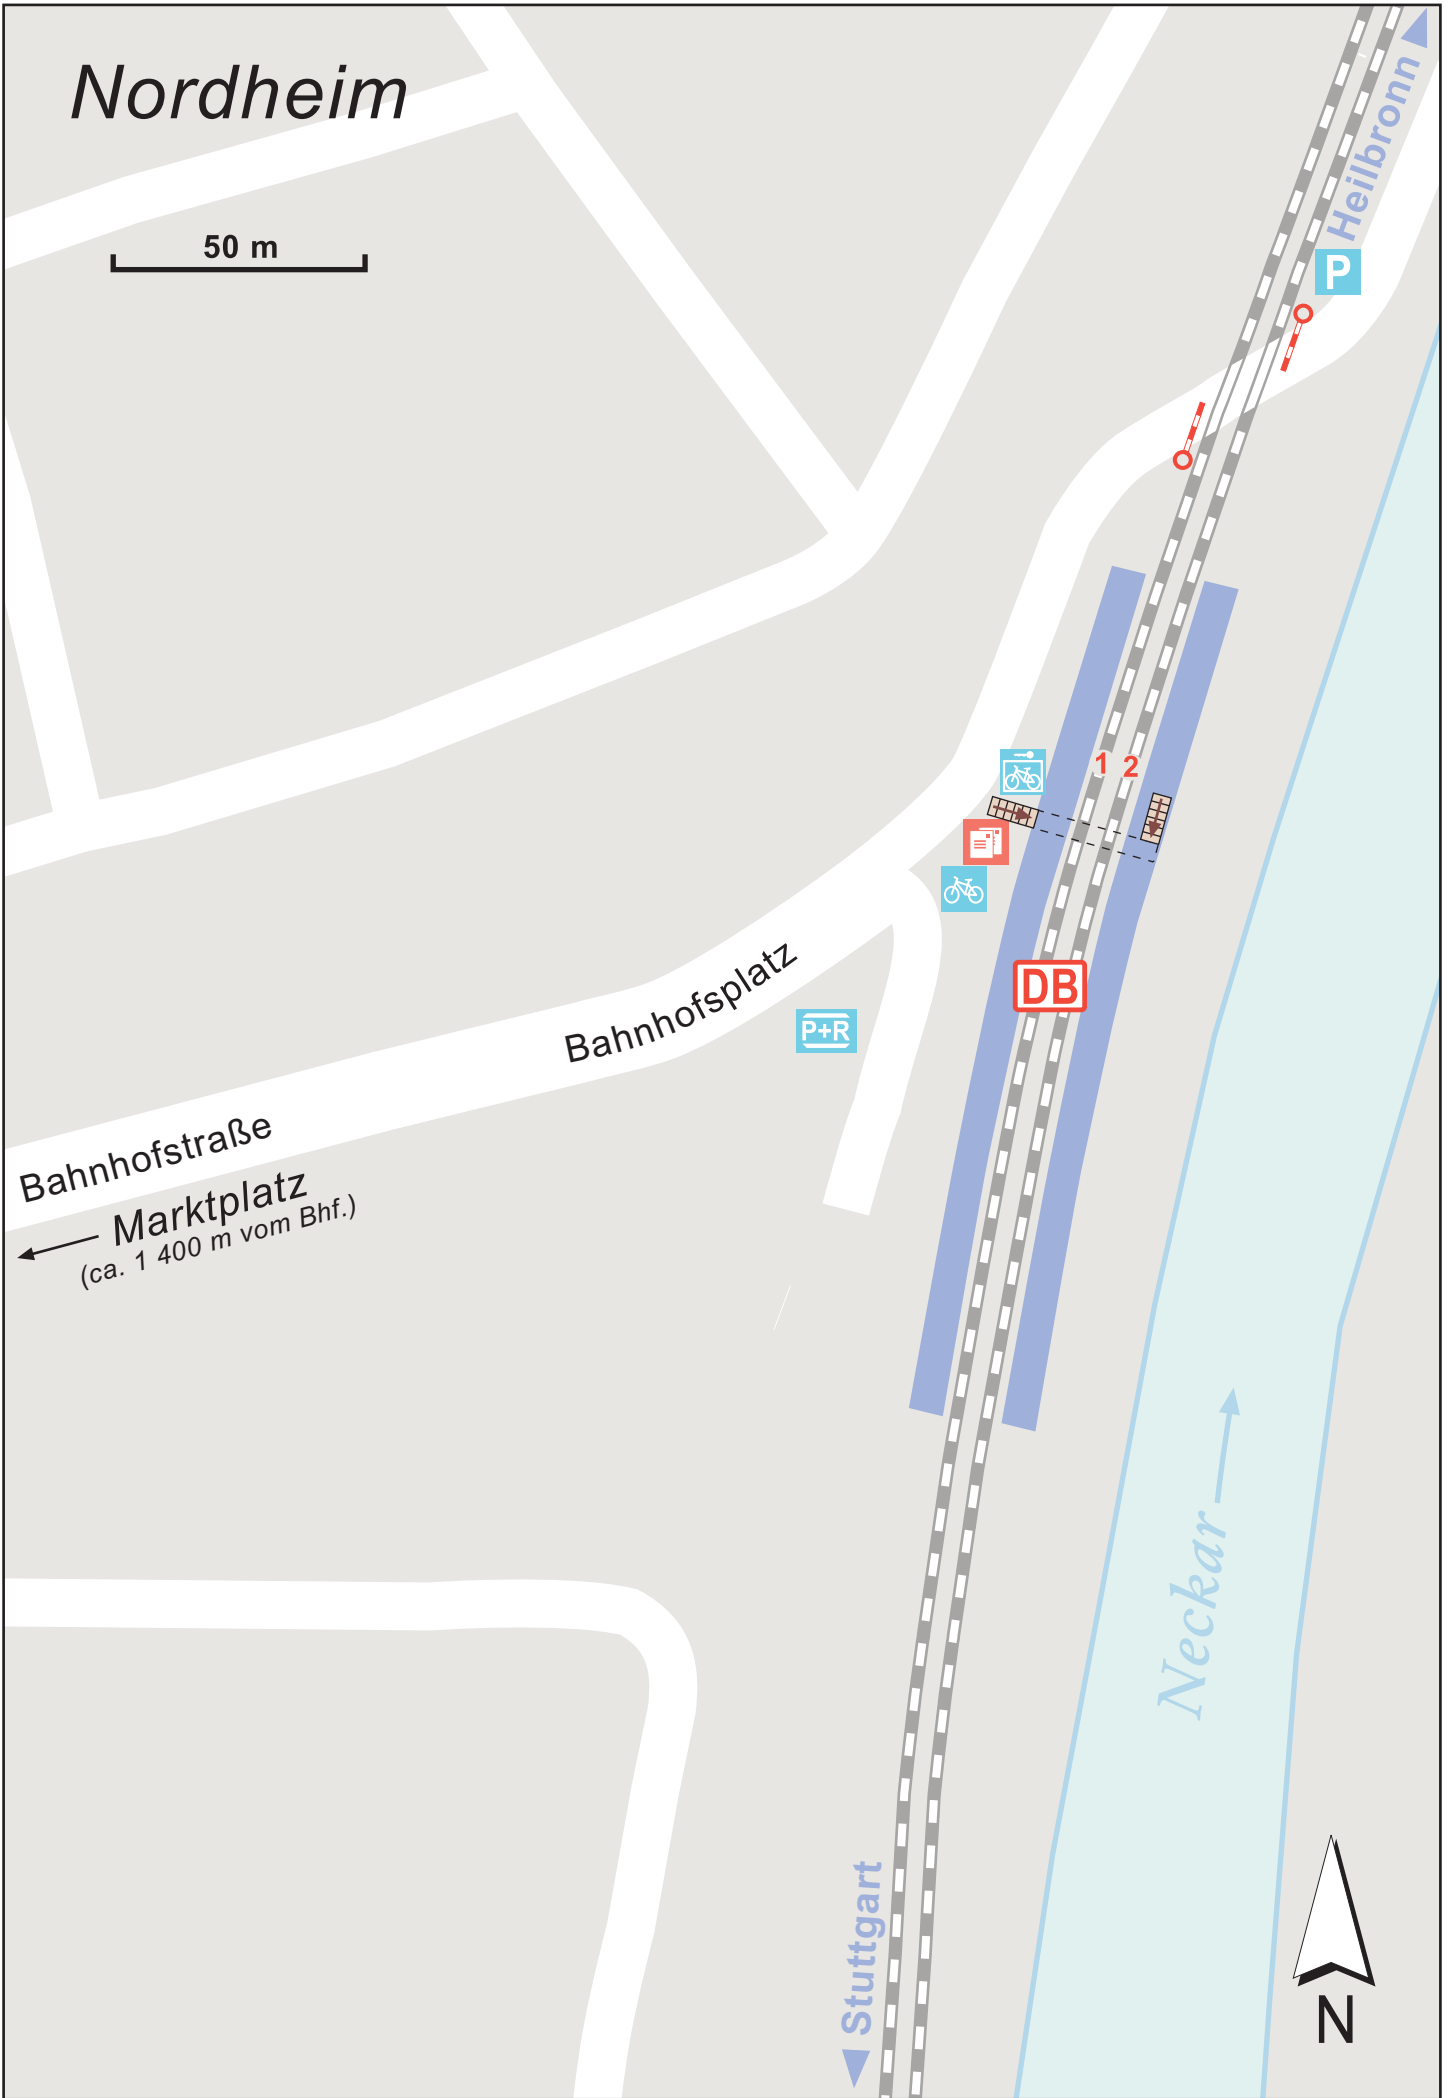 Nordheim
50 m
Heilbronn
P
1 2
DB
P+R
Bahnhofsplatz
Bahnhofstraße
Marktplatz
(ca. 1 400 m vom Bhf.)
Neckar
Stuttgart
N